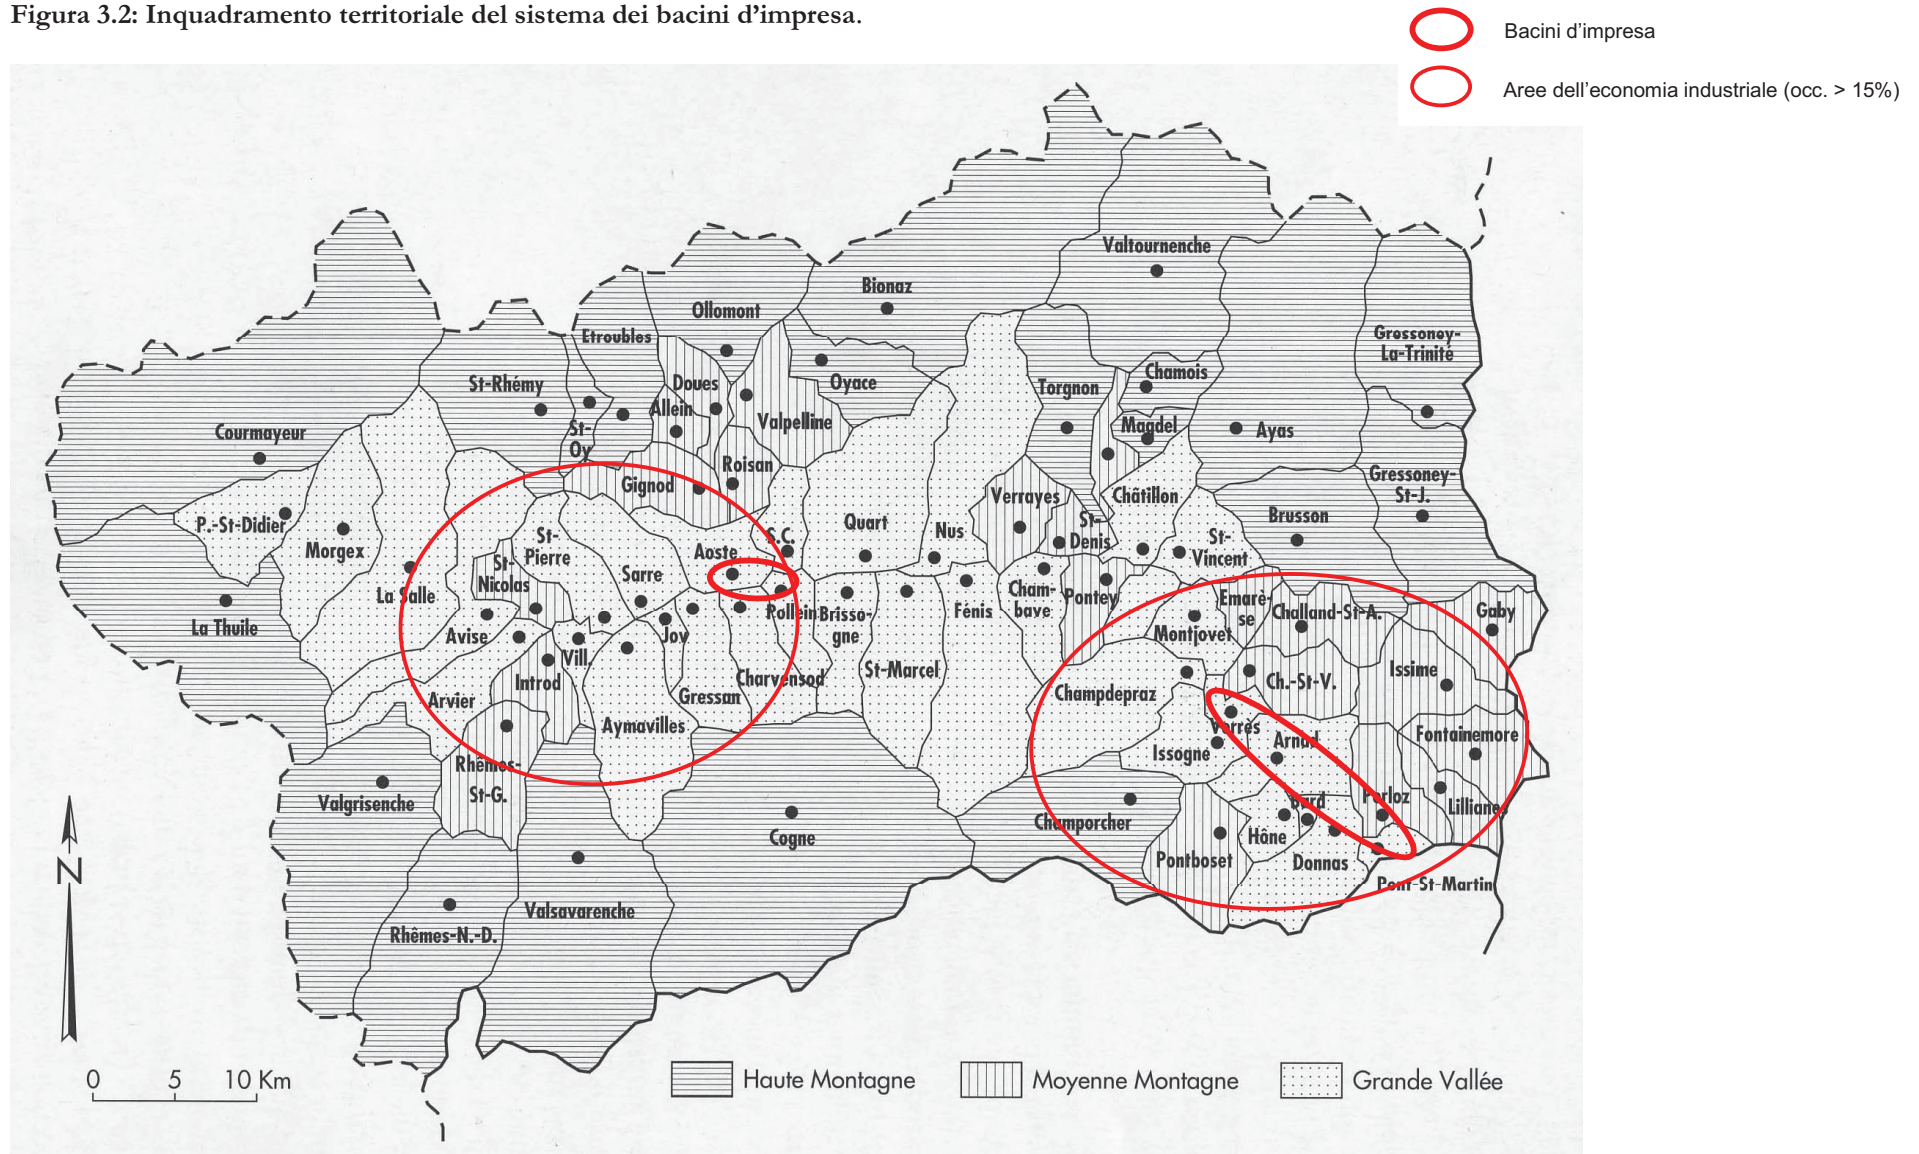 Figura 3.2: Inquadramento territoriale del sistema dei bacini d'impresa.
Bacini d'impresa
Aree dell'economia industriale (occ. > 15%)
Valtournenche
Bionaz
Ollomont
Etroubles
Gressoney-
La-Trinité
St-Rhémy
Doues
Oyace
Chamois
Torgnon
Allein
Valpelline
Courmayeur
St-
Oy
Magdel
Ayas
Roisan
Gignod
Gressoney-
St-J.
Verrayes
Châtillon
P.-St-Didier
Morgex
Quart
Nus
St-
Denis
Brusson
St-
Pierre
S.C.
Aoste
St-
Vincent
St-
Nicolas
Sarre
La Salle
Cham-
bave
Pontey
Emarè-
se
Challand-St-A.
Gaby
La Thuile
Avise
Jov
Pollein
Brisso-
gne
Fénis
Montjovet
Vill.
Introd
Charvensod
St-Marcel
Issime
Ch.-St-V.
Arvier
Gressan
Champdepraz
Aymavilles
Verrès
Arnad
Fontainemore
Issogne
Rhêmes-
St-G.
Valgrisenche
Bard
Perloz
Lillianes
Cogne
Champorcher
Hône
Pontboset
Donnas
Pont-St-Martin
Valsavarenche
Rhêmes-N.-D.
N
0 5 10 Km
Haute Montagne
Moyenne Montagne
Grande Vallée